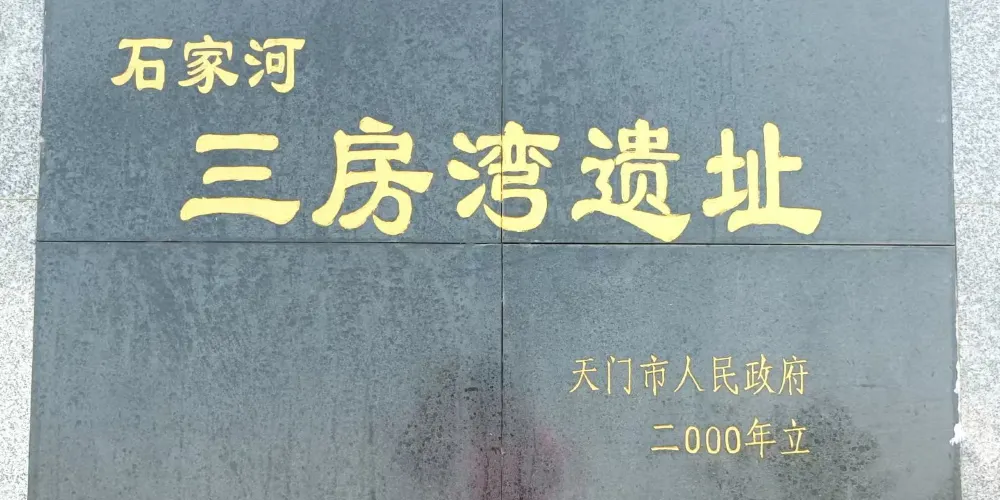 石家河
三房湾遗址
天门市人民政府
二000年立